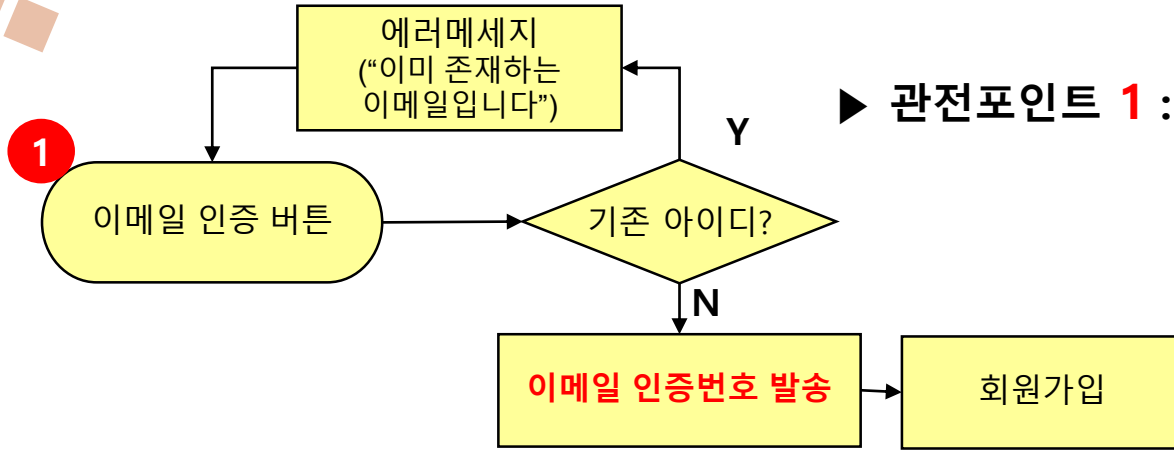 에러메세지
(“이미 존재하는
이메일입니다”)
▶ 관전포인트 1 :
Y
1
이메일 인증 버튼
기존 아이디?
N
이메일 인증번호 발송
회원가입